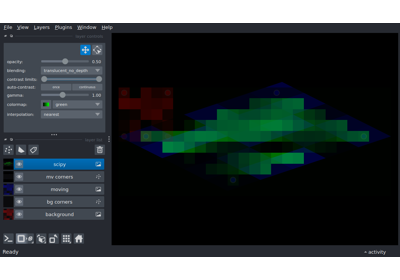 File View Layers Plugins Window Help
opacity: 0.50
blending: translucent_no_depth
contrast limits:
auto-contrast: once continuous
gamma: 1.00
colormap: green
interpolation: nearest
scipy
mv corners
moving
bg corners
background
Ready activity